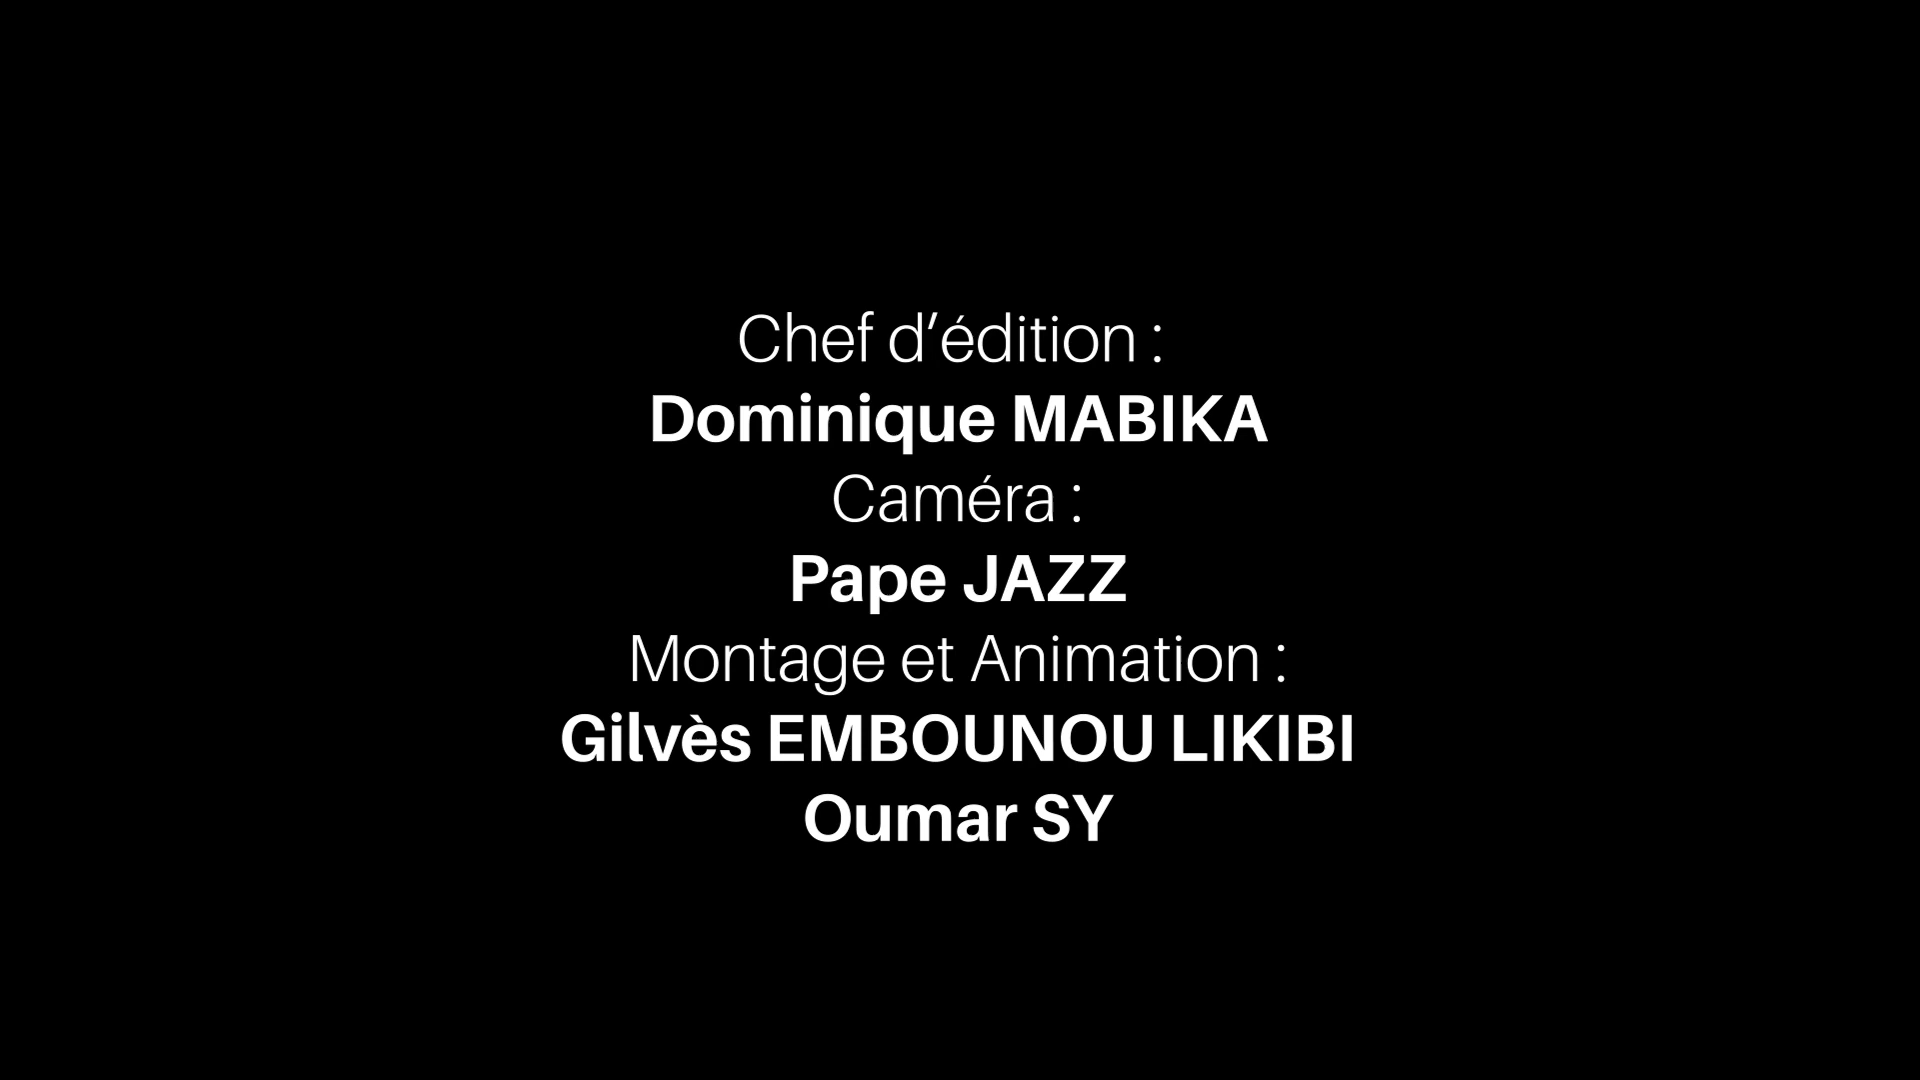 Chef d’édition :
Dominique MABIKA
Caméra :
Pape JAZZ
Montage et Animation :
Gilvès EMBOUNOU LIKIBI
Oumar SY